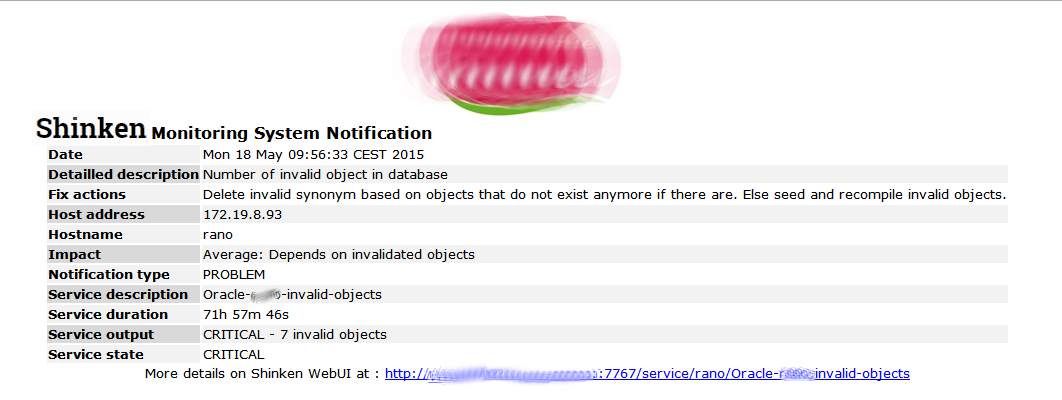 Shinken Monitoring System Notification
Date Mon 18 May 09:56:33 CEST 2015
Detailled description Number of invalid object in database
Fix actions Delete invalid synonym based on objects that do not exist anymore if there are. Else seed and recompile invalid objects.
Host address 172.19.8.93
Hostname rano
Impact Average: Depends on invalidated objects
Notification type PROBLEM
Service description Oracle- -invalid-objects
Service duration 71h 57m 46s
Service output CRITICAL - 7 invalid objects
Service state CRITICAL
More details on Shinken WebUI at : http:// :7767/service/rano/Oracle- invalid-objects